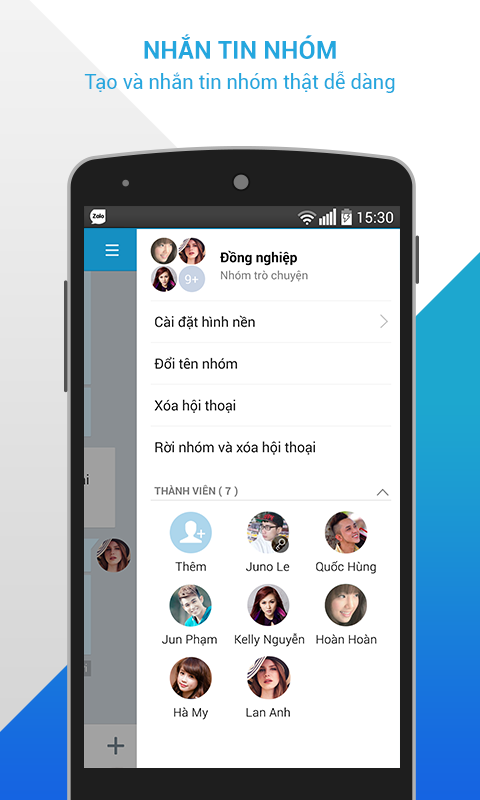 NHẮN TIN NHÓM
Tạo và nhắn tin nhóm thật dễ dàng
Zalo
15:30
Đồng nghiệp
Nhóm trò chuyện
9+
Cài đặt hình nền
Đổi tên nhóm
Xóa hội thoại
Rời nhóm và xóa hội thoại
THÀNH VIÊN ( 7 )
Thêm Juno Le Quốc Hùng
Jun Phạm Kelly Nguyễn Hoàn Hoàn
Hà My Lan Anh